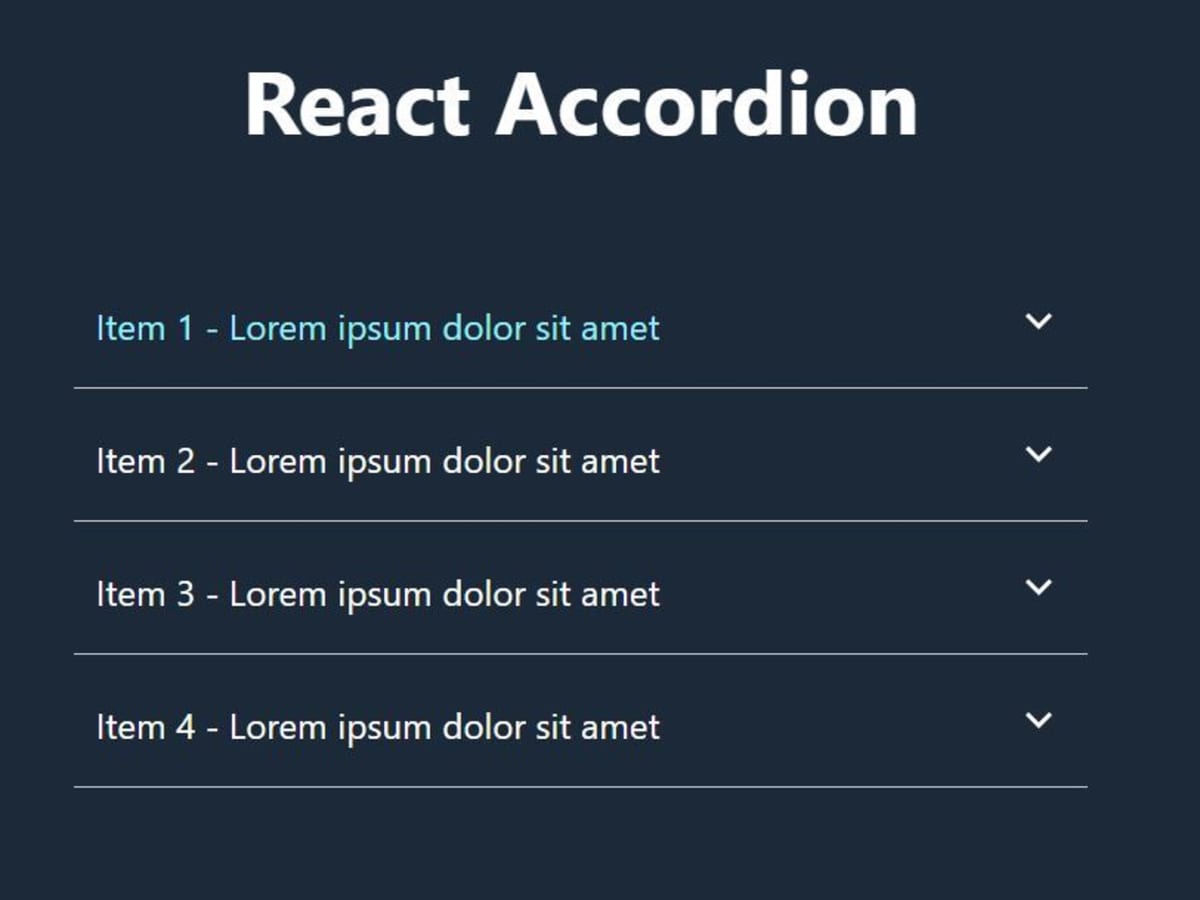 React Accordion
Item 1 - Lorem ipsum dolor sit amet
Item 2 - Lorem ipsum dolor sit amet
Item 3 - Lorem ipsum dolor sit amet
Item 4 - Lorem ipsum dolor sit amet